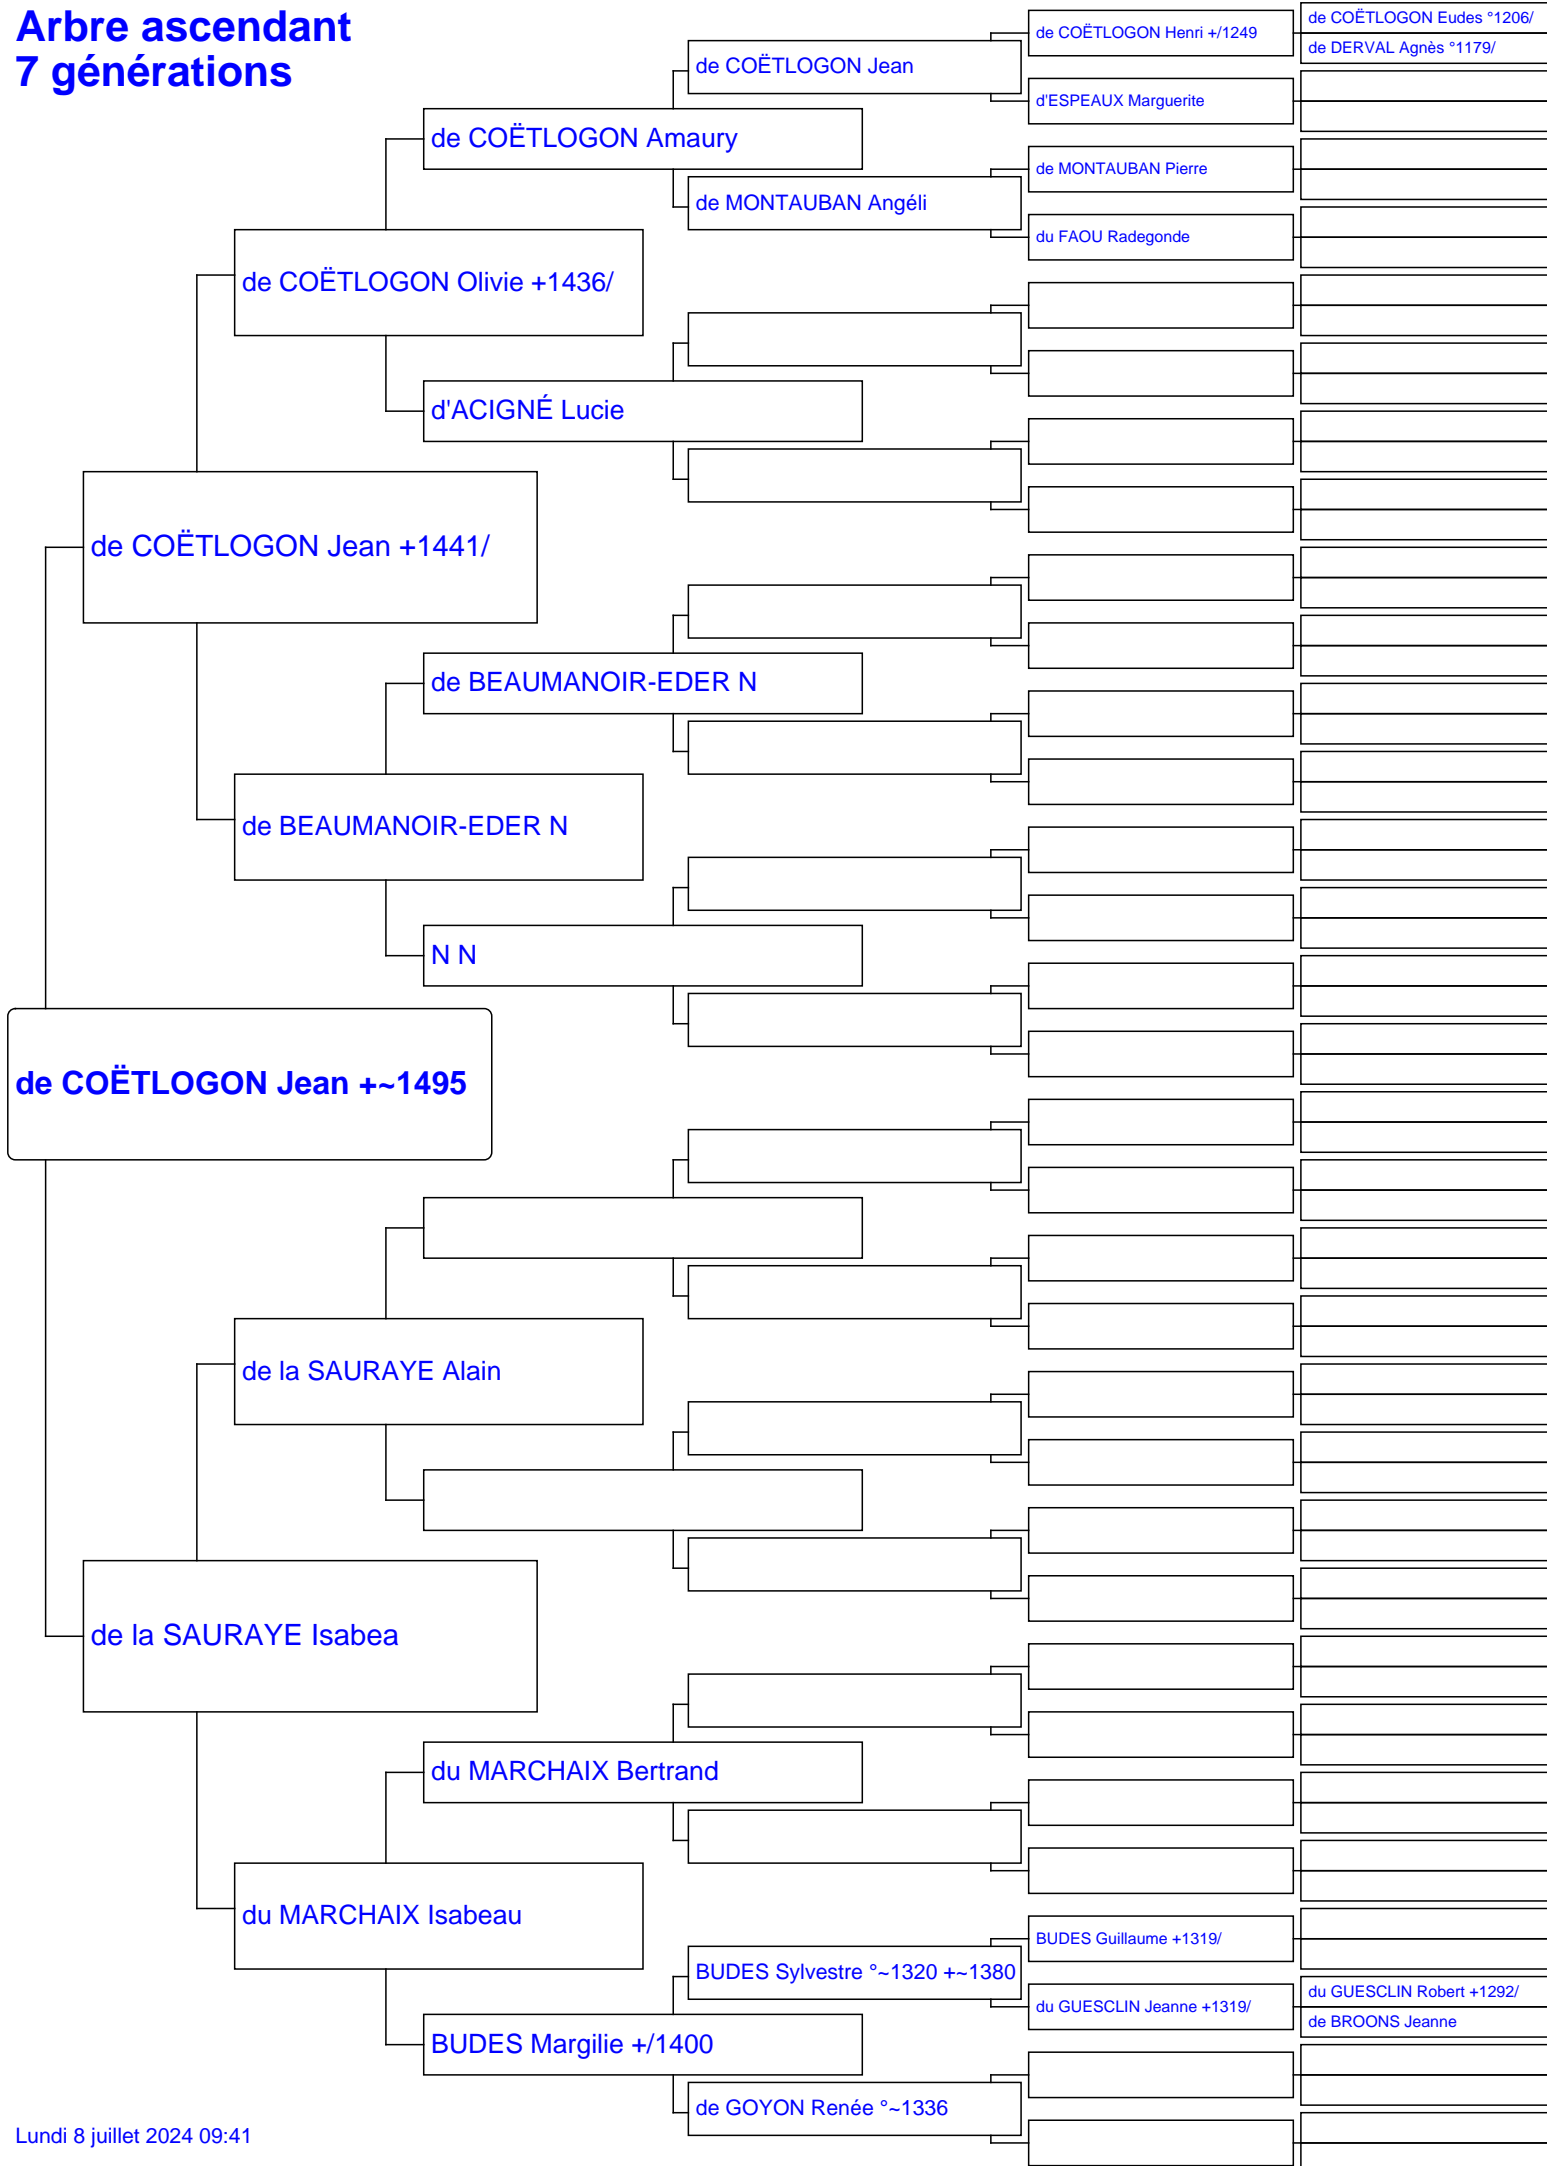 Arbre ascendant
7 générations
de COËTLOGON Eudes °1206/
de COËTLOGON Henri +/1249
de DERVAL Agnès °1179/
de COËTLOGON Jean
d'ESPEAUX Marguerite
de COËTLOGON Amaury
de MONTAUBAN Pierre
de MONTAUBAN Angéli
du FAOU Radegonde
de COËTLOGON Olivie +1436/
d'ACIGNÉ Lucie
de COËTLOGON Jean +1441/
de BEAUMANOIR-EDER N
de BEAUMANOIR-EDER N
N N
de COËTLOGON Jean +~1495
de la SAURAYE Alain
de la SAURAYE Isabea
du MARCHAIX Bertrand
du MARCHAIX Isabeau
BUDES Guillaume +1319/
BUDES Sylvestre °~1320 +~1380
du GUESCLIN Robert +1292/
du GUESCLIN Jeanne +1319/
de BROONS Jeanne
BUDES Margilie +/1400
de GOYON Renée °~1336
Lundi 8 juillet 2024 09:41